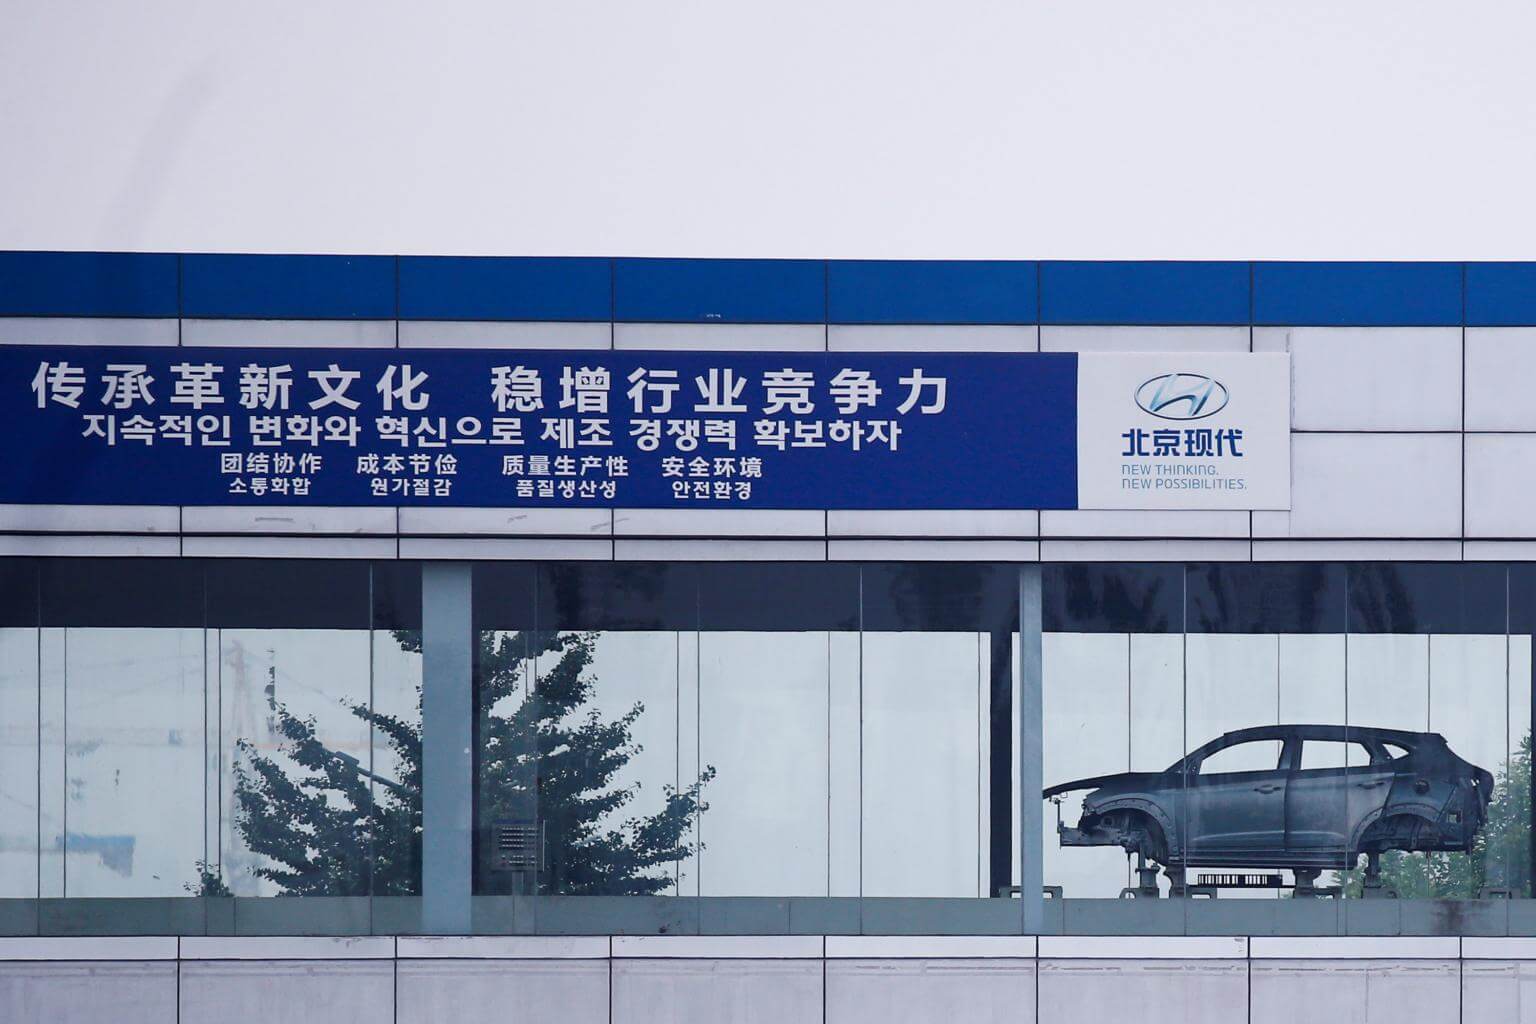 传承革新文化 稳增行业竞争力
지속적인 변화와 혁신으로 제조 경쟁력 확보하자
团结协作 成本节俭 质量生产性 安全环境
소통화합 원가절감 품질생산성 안전환경
北京现代
NEW THINKING.
NEW POSSIBILITIES.